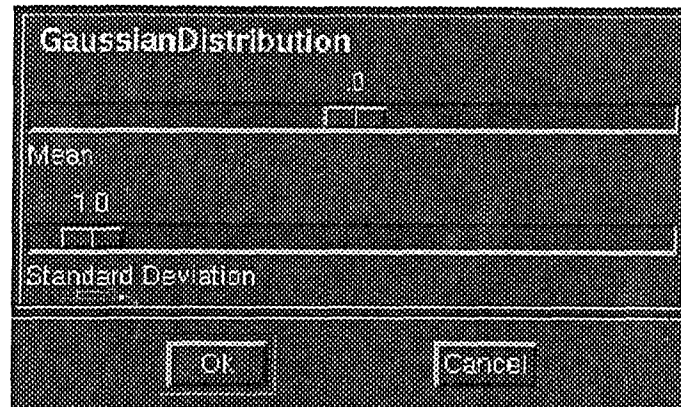 GaussianDistribution
.0
Mean
1.0
Standard Deviation
Ok Cancel